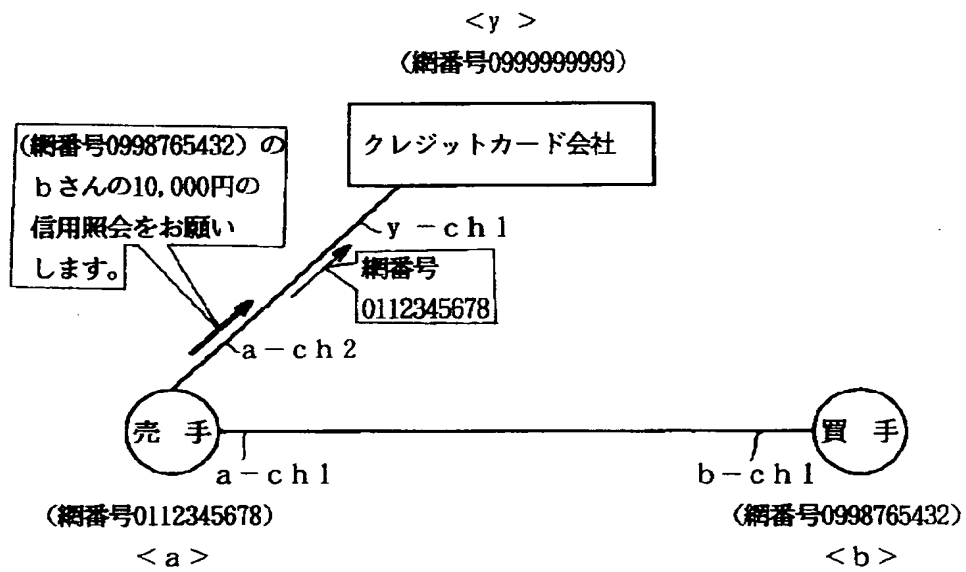 <y>
(網番号0999999999)
クレジットカード会社
(網番号0998765432)の
bさんの10,000円の
信用照会をお願い
します。
y-ch1
網番号
0112345678
a-ch2
売 手
買 手
a-ch1
b-ch1
(網番号0112345678)
(網番号0998765432)
<a>
<b>